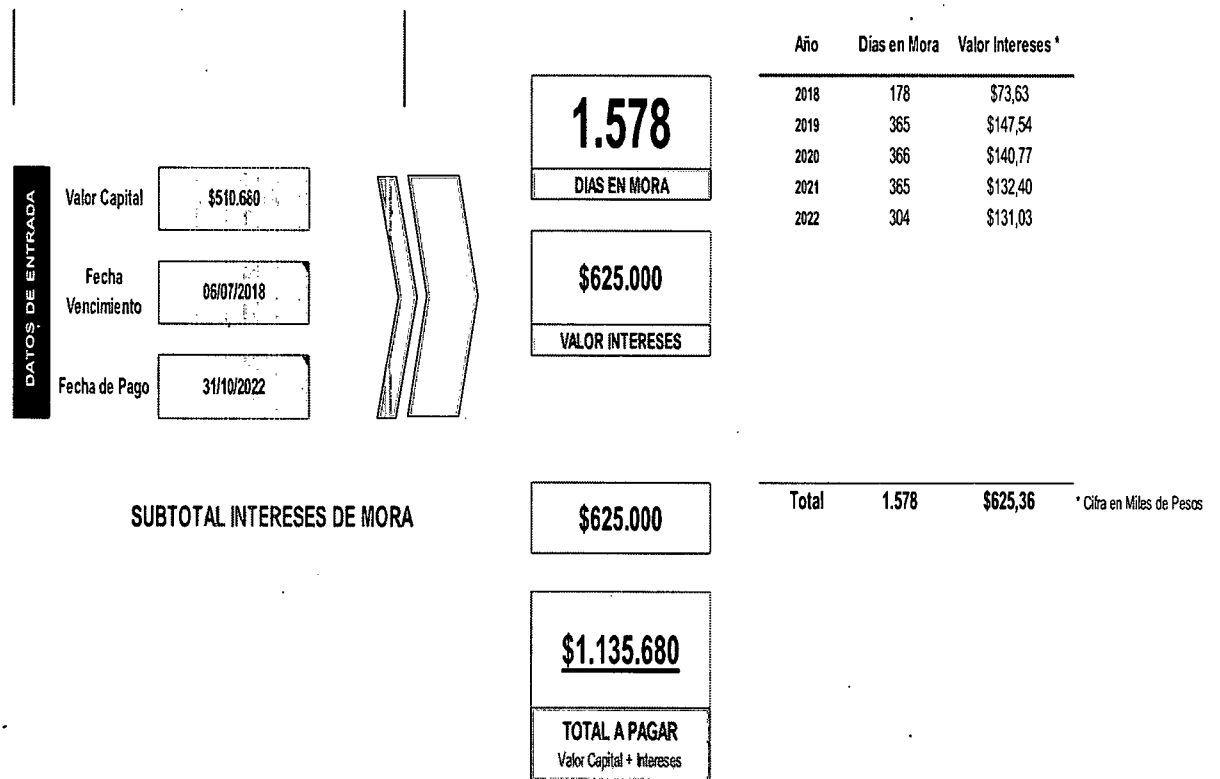 DATOS DE ENTRADA
Valor Capital
$510.680
Fecha
Vencimiento
06/07/2018
Fecha de Pago
31/10/2022
1.578
DIAS EN MORA
$625.000
VALOR INTERESES
Año Días en Mora Valor Intereses *
2018 178 $73,63
2019 365 $147,54
2020 366 $140,77
2021 365 $132,40
2022 304 $131,03
Total 1.578 $625,36 * Cifra en Miles de Pesos
SUBTOTAL INTERESES DE MORA
$625.000
$1.135.680
TOTAL A PAGAR
Valor Capital + Intereses